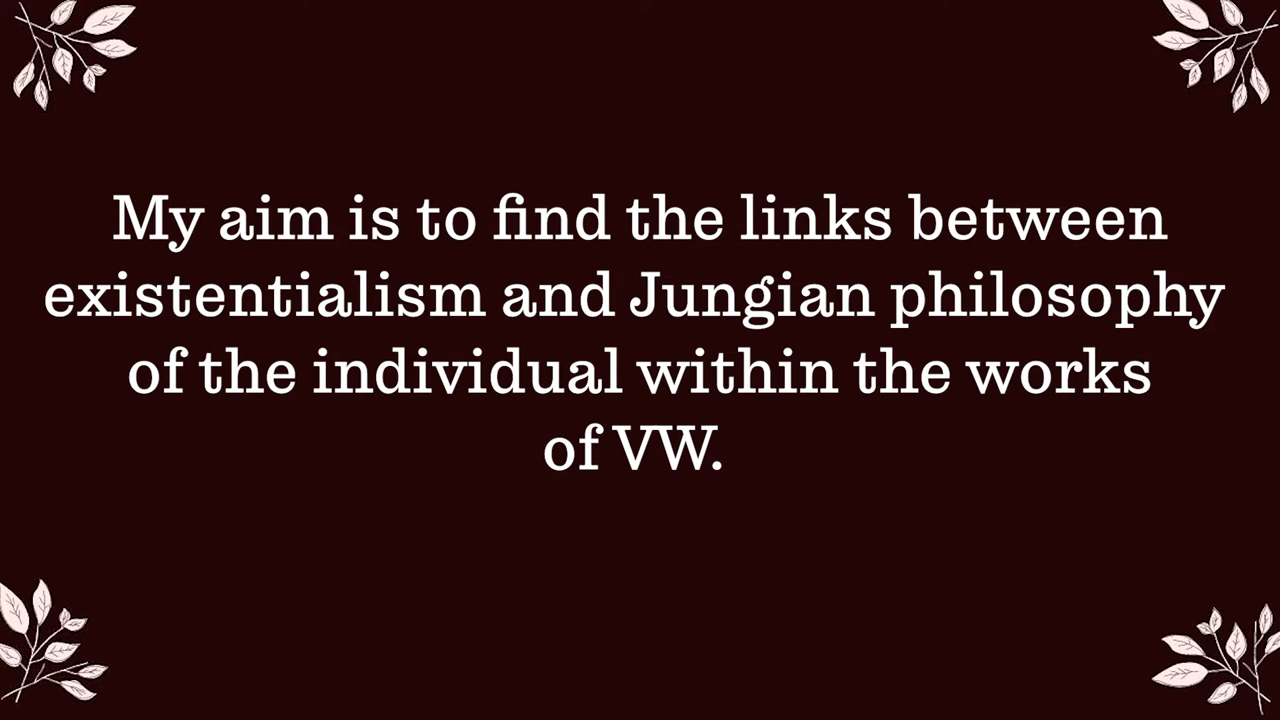 My aim is to find the links between
existentialism and Jungian philosophy
of the individual within the works
of VW.